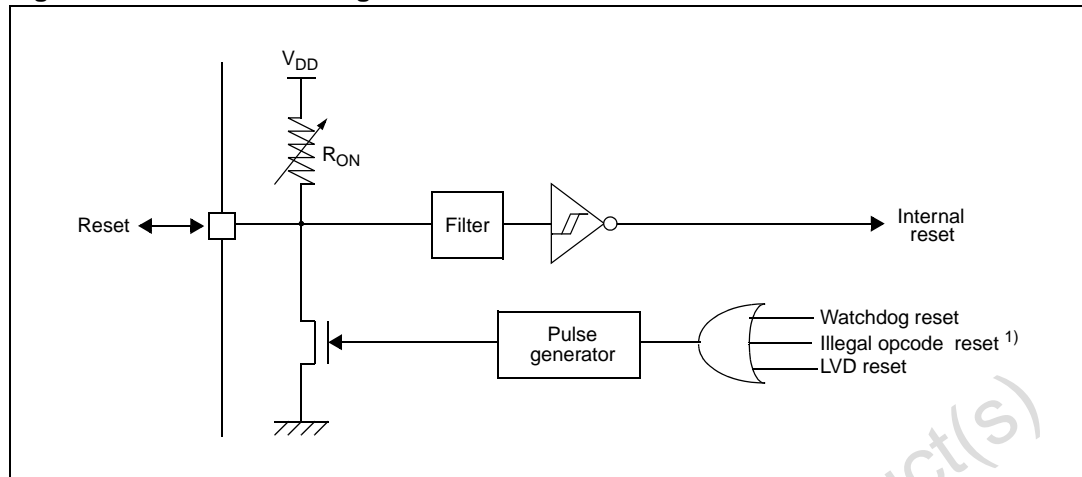 V_DD
R_ON
Reset
Filter
Internal
reset
Pulse
generator
Watchdog reset
Illegal opcode reset 1)
LVD reset